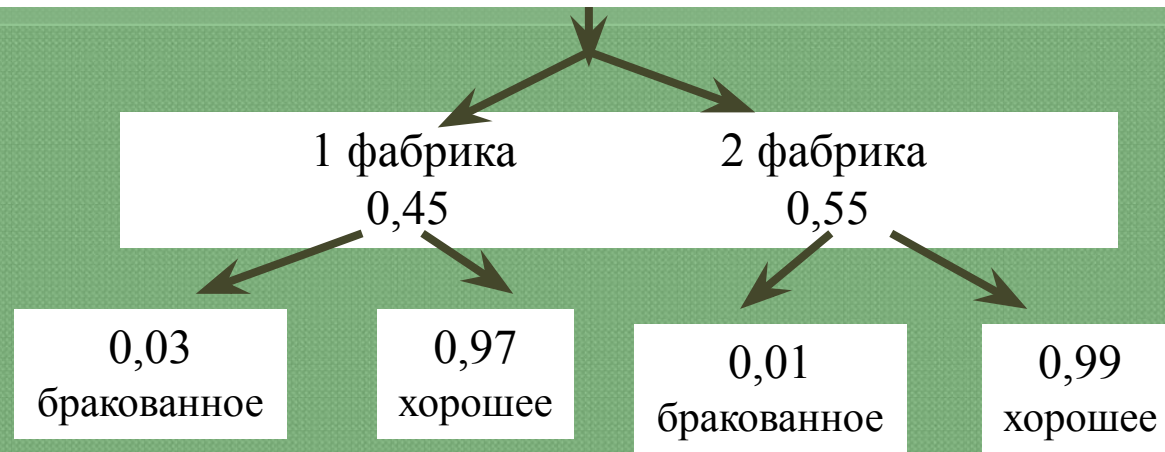 1 фабрика 2 фабрика
0,45 0,55
0,03
бракованное
0,97
хорошее
0,01
бракованное
0,99
хорошее